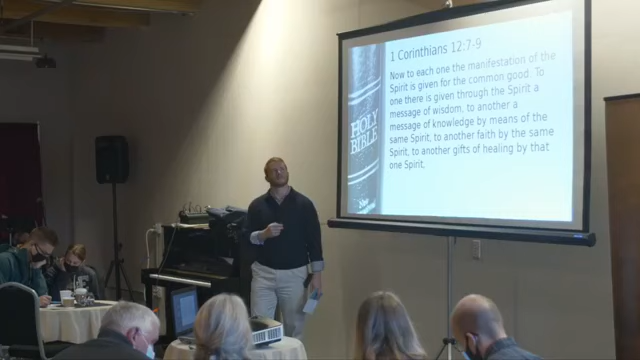 1 Corinthians 12:7-9
Now to each one the manifestation of the
Spirit is given for the common good. To
one there is given through the Spirit a
message of wisdom, to another a
message of knowledge by means of the
same Spirit, to another faith by the same
Spirit, to another gifts of healing by that
one Spirit.
HOLY
BIBLE